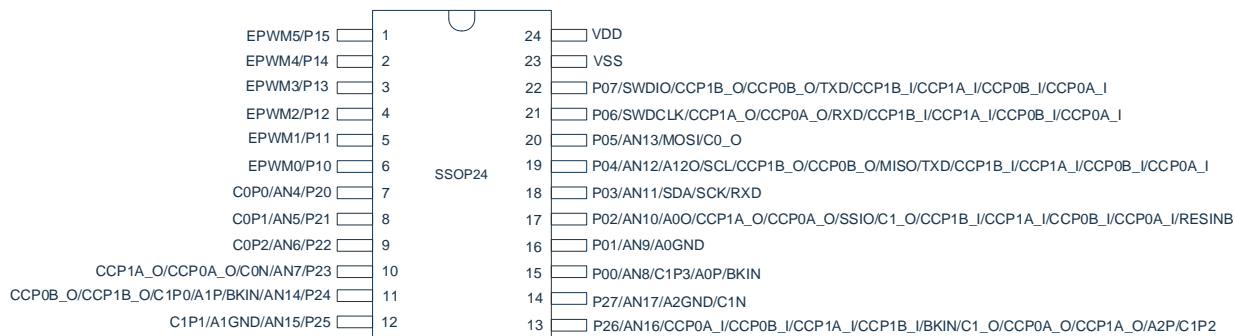 EPWM5/P15 1 24 VDD
EPWM4/P14 2 23 VSS
EPWM3/P13 3 22 P07/SWDIO/CCP1B_O/CCP0B_O/TXD/CCP1B_I/CCP1A_I/CCP0B_I/CCP0A_I
EPWM2/P12 4 21 P06/SWDCLK/CCP1A_O/CCP0A_O/RXD/CCP1B_I/CCP1A_I/CCP0B_I/CCP0A_I
EPWM1/P11 5 20 P05/AN13/MOSI/C0_O
EPWM0/P10 6 19 P04/AN12/A12O/SCL/CCP1B_O/CCP0B_O/MISO/TXD/CCP1B_I/CCP1A_I/CCP0B_I/CCP0A_I
SSOP24
C0P0/AN4/P20 7 18 P03/AN11/SDA/SCK/RXD
C0P1/AN5/P21 8 17 P02/AN10/A0O/CCP1A_O/CCP0A_O/SSIO/C1_O/CCP1B_I/CCP1A_I/CCP0B_I/CCP0A_I/RESINB
C0P2/AN6/P22 9 16 P01/AN9/A0GND
CCP1A_O/CCP0A_O/C0N/AN7/P23 10 15 P00/AN8/C1P3/A0P/BKIN
CCP0B_O/CCP1B_O/C1P0/A1P/BKIN/AN14/P24 11 14 P27/AN17/A2GND/C1N
C1P1/A1GND/AN15/P25 12 13 P26/AN16/CCP0A_I/CCP0B_I/CCP1A_I/CCP1B_I/BKIN/C1_O/CCP0A_O/CCP1A_O/A2P/C1P2